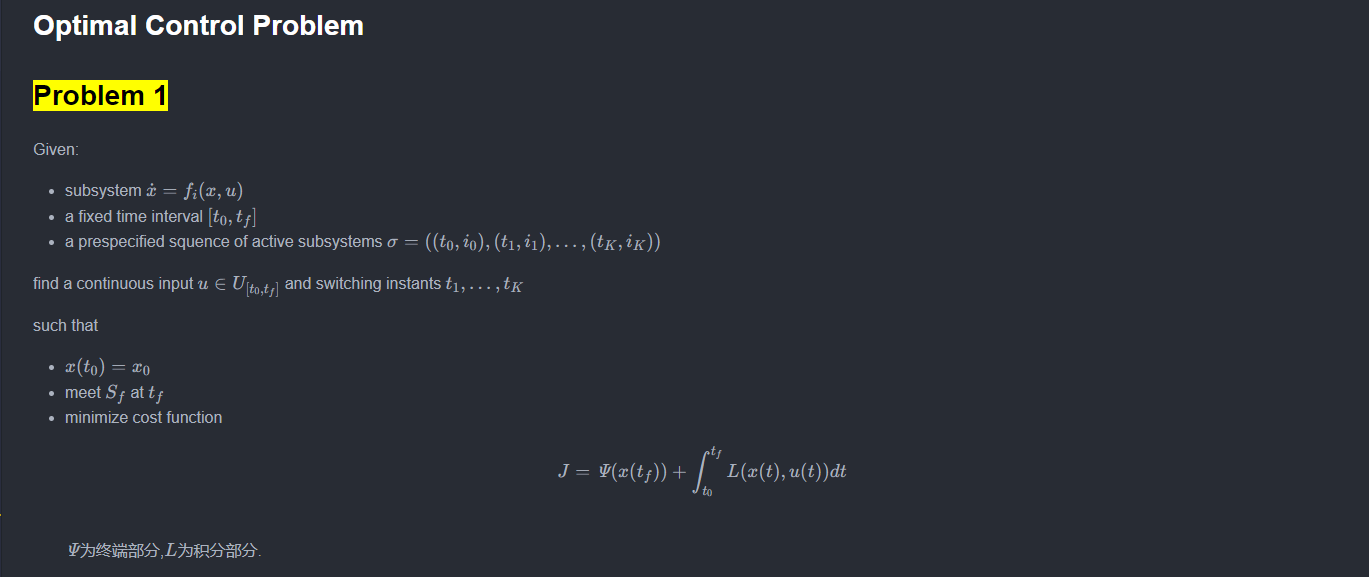 Optimal Control Problem
Problem 1
Given:
• subsystem ẋ = f_i(x, u)
• a fixed time interval [t_0, t_f]
• a prespecified squence of active subsystems σ = ((t_0, i_0), (t_1, i_1), . . . , (t_K, i_K))
find a continuous input u ∈ U_{[t_0,t_f]} and switching instants t_1, . . . , t_K
such that
• x(t_0) = x_0
• meet S_f at t_f
• minimize cost function
J = Ψ(x(t_f)) + ∫_{t_0}^{t_f} L(x(t), u(t))dt
Ψ为终端部分,L为积分部分.